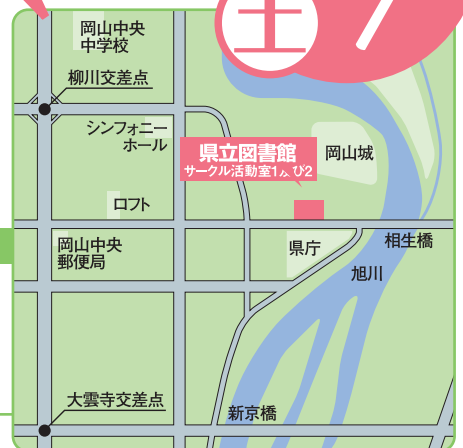 土
岡山中央
中学校
柳川交差点
シンフォニー
ホール
県立図書館
サークル活動室1及び2
岡山城
ロフト
岡山中央
郵便局
県庁
相生橋
旭川
大雲寺交差点
新京橋